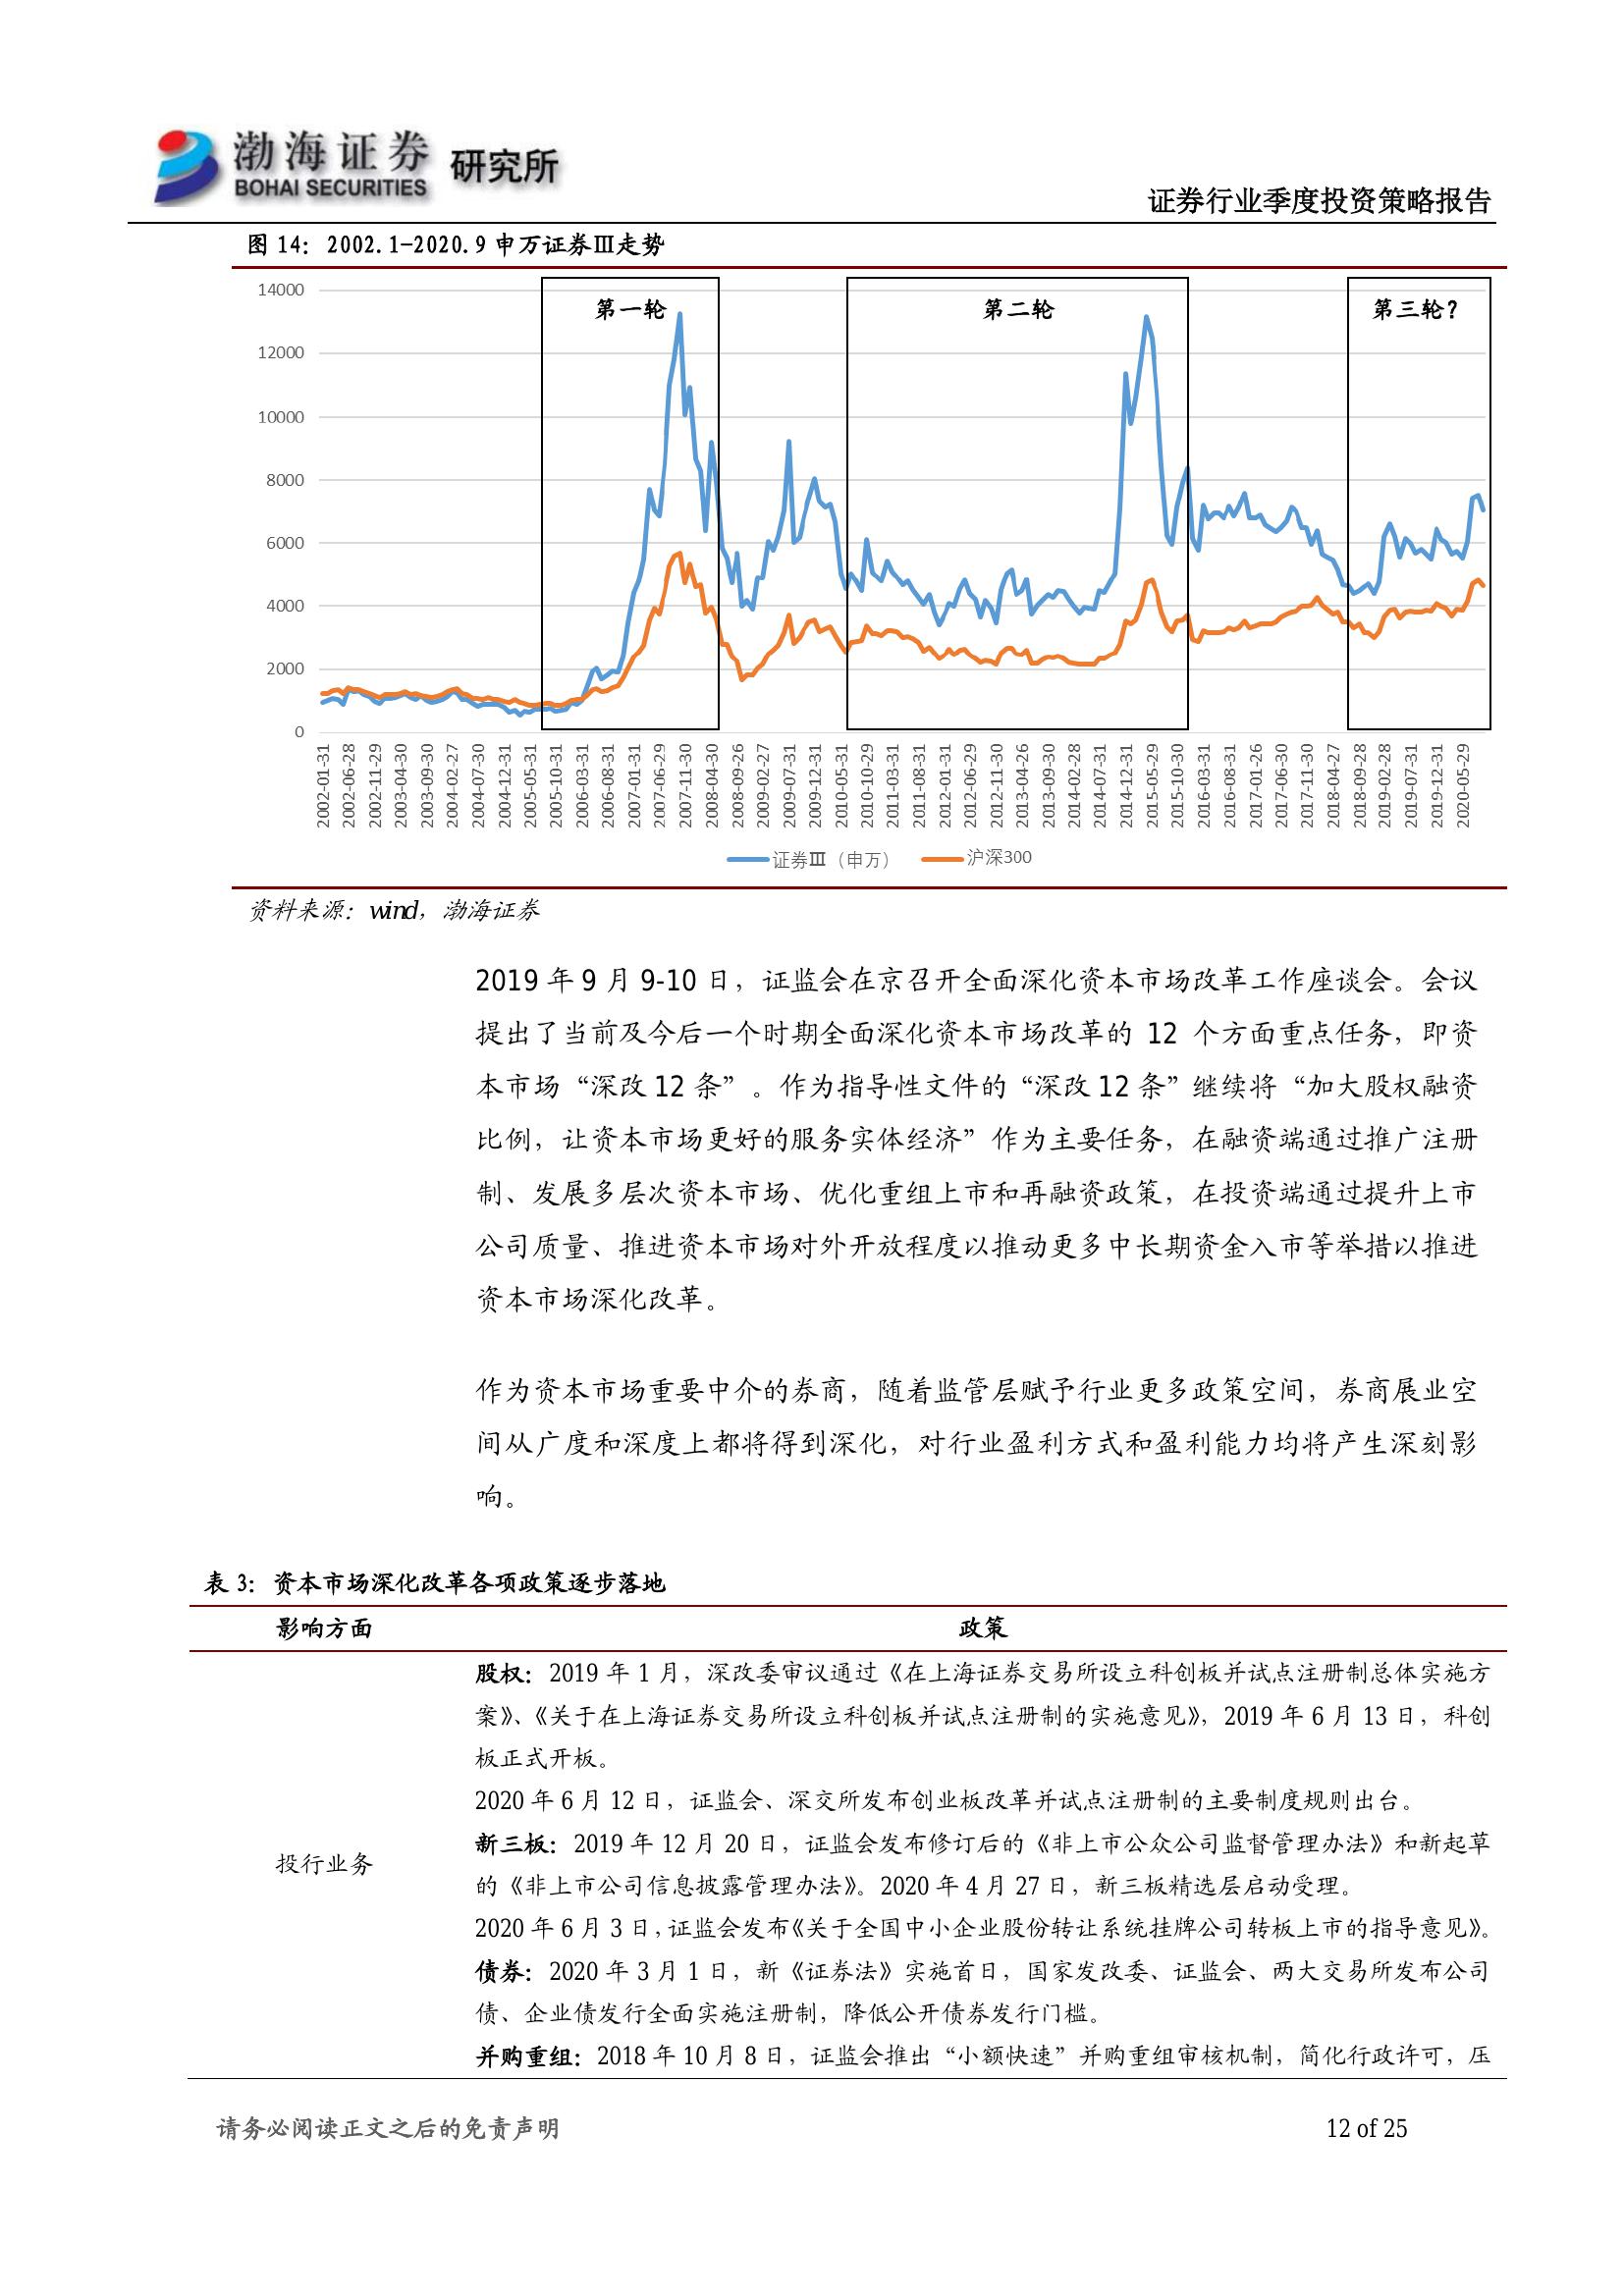 渤海证券 研究所
BOHAI SECURITIES
证券行业季度投资策略报告
图 14：2002.1-2020.9 申万证券Ⅲ走势
第一轮 第二轮 第三轮？
14000
12000
10000
8000
6000
4000
2000
0
2002-01-31 2002-06-28 2002-11-29 2003-04-30 2003-09-30 2004-02-27 2004-07-30 2004-12-31 2005-05-31 2005-10-31 2006-03-31 2006-08-31 2007-01-31 2007-06-29 2007-11-30 2008-04-30 2008-09-26 2009-02-27 2009-07-31 2009-12-31 2010-05-31 2010-10-29 2011-03-31 2011-08-31 2012-01-31 2012-06-29 2012-11-30 2013-04-26 2013-09-30 2014-02-28 2014-07-31 2014-12-31 2015-05-29 2015-10-30 2016-03-31 2016-08-31 2017-01-26 2017-06-30 2017-11-30 2018-04-27 2018-09-28 2019-02-28 2019-07-31 2019-12-31 2020-05-29
证券Ⅲ（申万） 沪深300
资料来源：wind，渤海证券
2019 年 9 月 9-10 日，证监会在京召开全面深化资本市场改革工作座谈会。会议
提出了当前及今后一个时期全面深化资本市场改革的 12 个方面重点任务，即资
本市场“深改 12 条”。作为指导性文件的“深改 12 条”继续将“加大股权融资
比例，让资本市场更好的服务实体经济”作为主要任务，在融资端通过推广注册
制、发展多层次资本市场、优化重组上市和再融资政策，在投资端通过提升上市
公司质量、推进资本市场对外开放程度以推动更多中长期资金入市等举措以推进
资本市场深化改革。
作为资本市场重要中介的券商，随着监管层赋予行业更多政策空间，券商展业空
间从广度和深度上都将得到深化，对行业盈利方式和盈利能力均将产生深刻影
响。
表 3：资本市场深化改革各项政策逐步落地
影响方面 政策
股权：2019 年 1 月，深改委审议通过《在上海证券交易所设立科创板并试点注册制总体实施方
案》、《关于在上海证券交易所设立科创板并试点注册制的实施意见》，2019 年 6 月 13 日，科创
板正式开板。
2020 年 6 月 12 日，证监会、深交所发布创业板改革并试点注册制的主要制度规则出台。
新三板：2019 年 12 月 20 日，证监会发布修订后的《非上市公众公司监督管理办法》和新起草
投行业务
的《非上市公司信息披露管理办法》。2020 年 4 月 27 日，新三板精选层启动受理。
2020 年 6 月 3 日，证监会发布《关于全国中小企业股份转让系统挂牌公司转板上市的指导意见》。
债券：2020 年 3 月 1 日，新《证券法》实施首日，国家发改委、证监会、两大交易所发布公司
债、企业债发行全面实施注册制，降低公开债券发行门槛。
并购重组：2018 年 10 月 8 日，证监会推出“小额快速”并购重组审核机制，简化行政许可，压
请务必阅读正文之后的免责声明 12 of 25